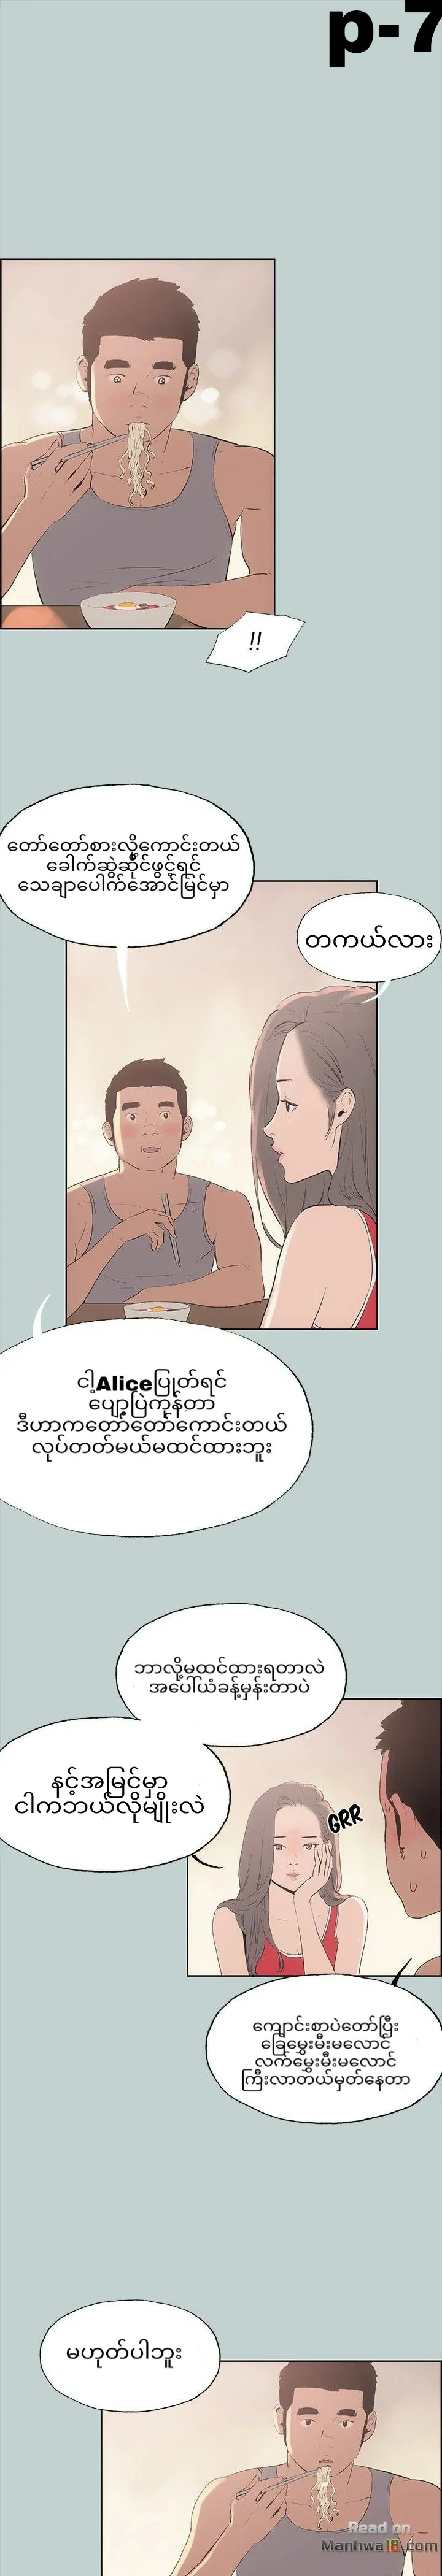 p-7
!!
တော်တော်စားလို့ကောင်းတယ်
ခေါက်ဆွဲဆိုင်ဖွင့်ရင်
သေချာပေါက်အောင်မြင်မှာ
တကယ်လား
ငါ့Aliceပြုတ်ရင်
ပျော့ပြဲကုန်တာ
ဒီဟာကတော်တော်ကောင်းတယ်
လုပ်တတ်မယ်မထင်ထားဘူး
ဘာလို့မထင်ထားရတာလဲ
အပေါ်ယံခန့်မှန်းတာပဲ
နင့်အမြင်မှာ
ငါကဘယ်လိုမျိုးလဲ
GRR
ကျောင်းစာပဲတော်ပြီး
ခြေမွှေးမီးမလောင်
လက်မွှေးမီးမလောင်
ကြီးလာတယ်မှတ်နေတာ
မဟုတ်ပါဘူး
Read on
Manhwa18.com